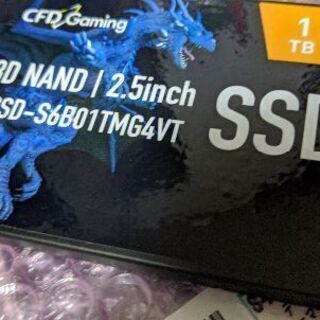 CFD Gaming
1
TB
3D NAND | 2.5inch
SSD-S6B01TMG4VT
SSD